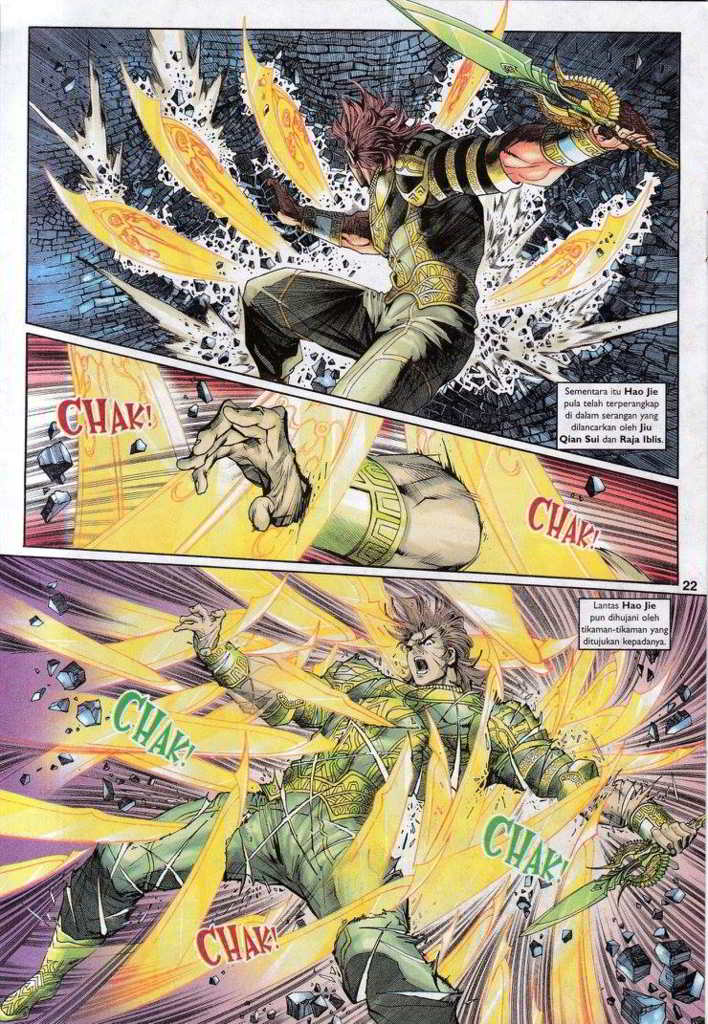 Sementara itu Hao Jie
pula telah terperangkap
di dalam serangan yang
dilancarkan oleh Jiu
Qian Sui dan Raja Iblis.
CHAK!
CHAK!
22
Lantas Hao Jie
pun dihujani oleh
tikaman-tikaman yang
ditujukan kepadanya.
CHAK!
CHAK!
CHAK!